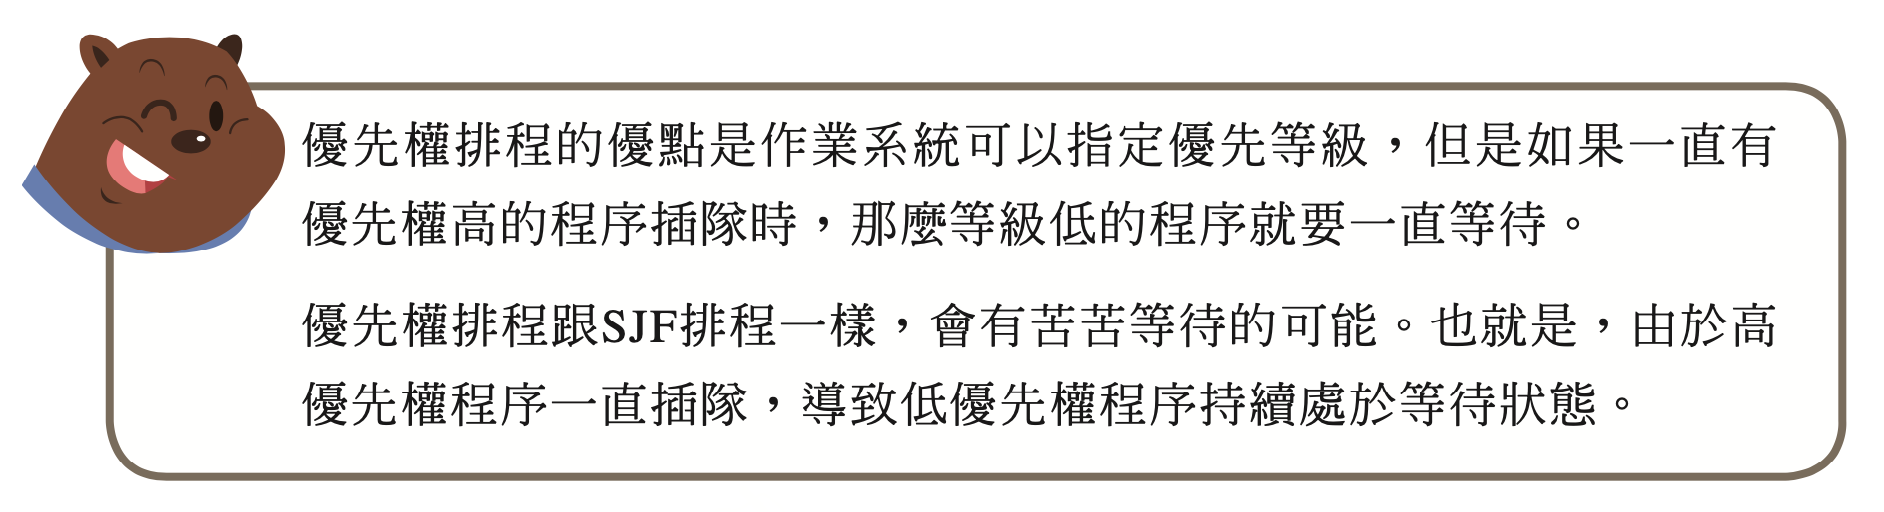 優先權排程的優點是作業系統可以指定優先等級，但是如果一直有
優先權高的程序插隊時，那麼等級低的程序就要一直等待。
優先權排程跟SJF排程一樣，會有苦苦等待的可能。也就是，由於高
優先權程序一直插隊，導致低優先權程序持續處於等待狀態。